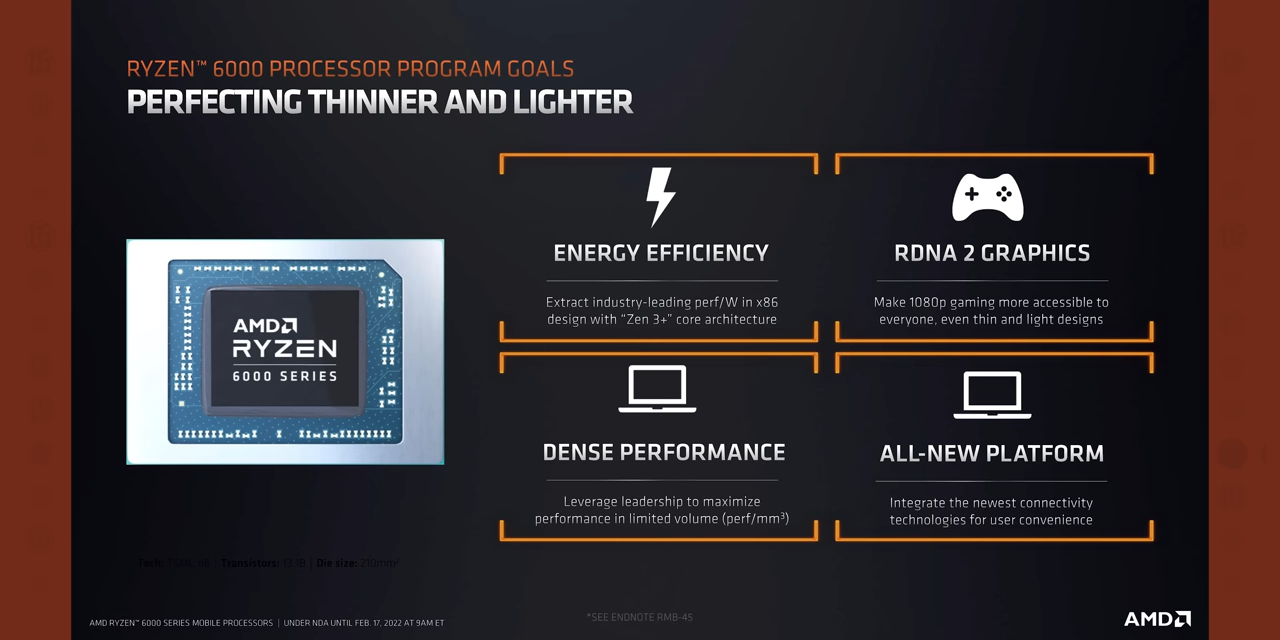 RYZEN™ 6000 PROCESSOR PROGRAM GOALS
PERFECTING THINNER AND LIGHTER
AMD
RYZEN
6000 SERIES
ENERGY EFFICIENCY
Extract industry-leading perf/W in x86
design with “Zen 3+” core architecture
RDNA 2 GRAPHICS
Make 1080p gaming more accessible to
everyone, even thin and light designs
DENSE PERFORMANCE
Leverage leadership to maximize
performance in limited volume (perf/mm³)
ALL-NEW PLATFORM
Integrate the newest connectivity
technologies for user convenience
Tech: | Transistors: 13.1B | Die size: 210mm²
*SEE ENDNOTE RMB-45
AMD RYZEN™ 6000 SERIES MOBILE PROCESSORS | UNDER NDA UNTIL FEB. 17, 2022 AT 9AM ET
AMD